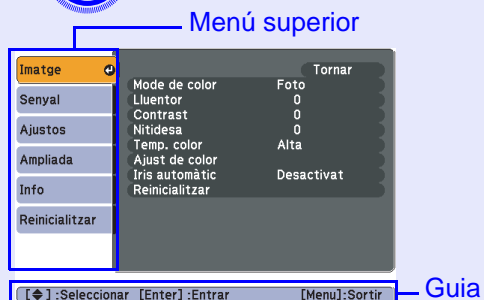 Menú superior
Imatge
Senyal
Ajustos
Ampliada
Info
Reinicialitzar
Tornar
Mode de color Foto
Lluentor 0
Contrast 0
Nitidesa 0
Temp. color Alta
Ajust de color
Iris automàtic Desactivat
Reinicialitzar
[◆] :Seleccionar [Enter] :Entrar [Menu]:Sortir
Guia